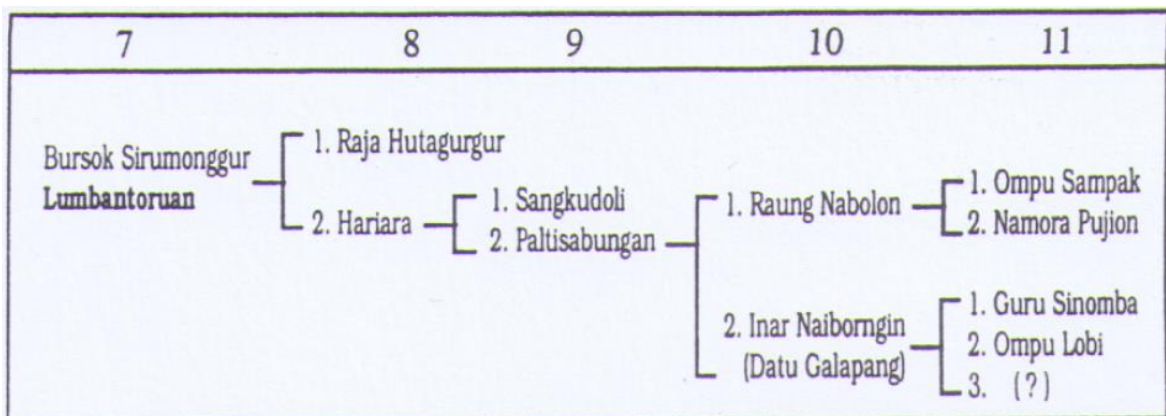 7 8 9 10 11
Bursok Sirumonggur
Lumbantoruan
1. Raja Hutagurgur
2. Hariara
1. Sangkudoli
2. Paltisabungan
1. Raung Nabolon
2. Inar Naiborngin
(Datu Galapang)
1. Ompu Sampak
2. Namora Pujion
1. Guru Sinomba
2. Ompu Lobi
3. (?)